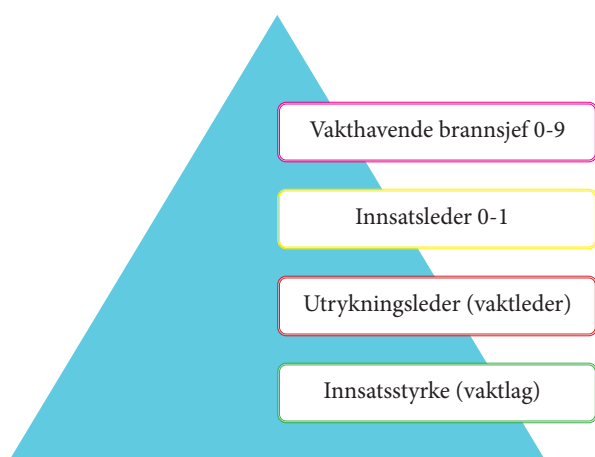 Vakthavende brannsjef 0-9
Innsatsleder 0-1
Utrykningsleder (vaktleder)
Innsatsstyrke (vaktlag)